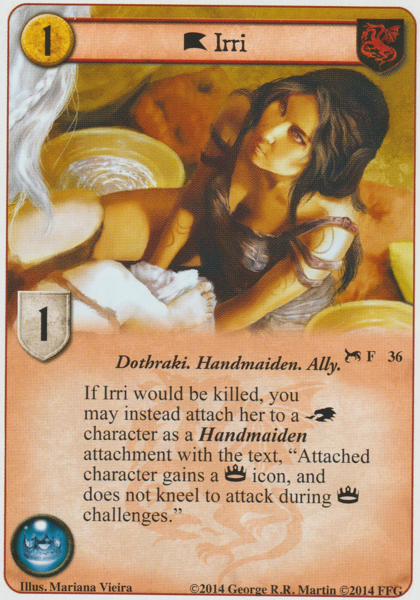 1
Irri
1
Dothraki. Handmaiden. Ally.
F 36
If Irri would be killed, you
may instead attach her to a
character as a Handmaiden
attachment with the text, “Attached
character gains a icon, and
does not kneel to attack during
challenges.”
Illus. Mariana Vieira
©2014 George R.R. Martin ©2014 FFG